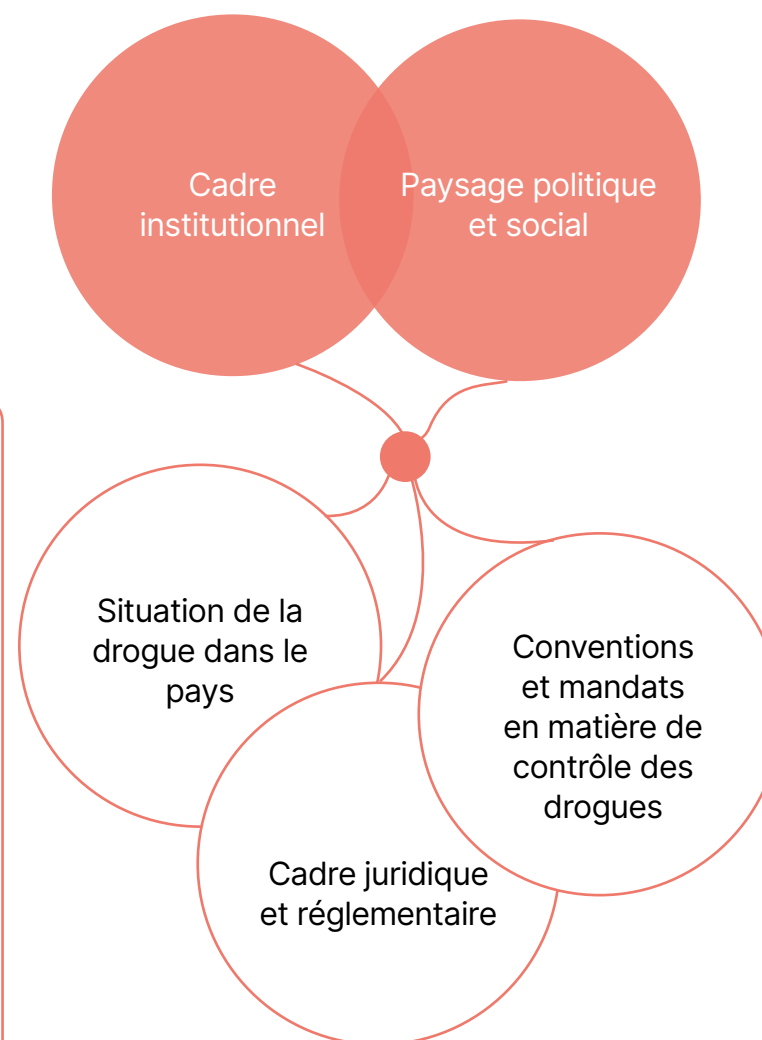 Cadre
institutionnel
Paysage politique
et social
Situation de la
drogue dans le
pays
Conventions
et mandats
en matière de
contrôle des
drogues
Cadre juridique
et réglementaire